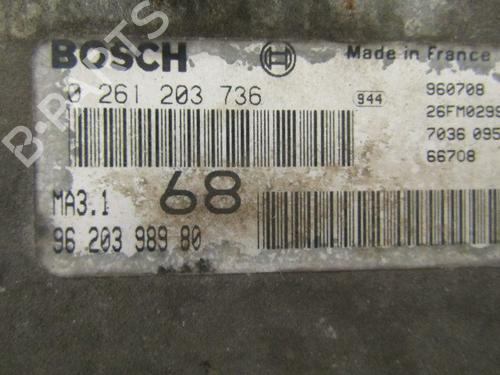 BOSCH
Made in France
0 261 203 736
944
960708
26FM0299
7036 095
66708
68
MA3.1
96 203 989 80
B-PARTS